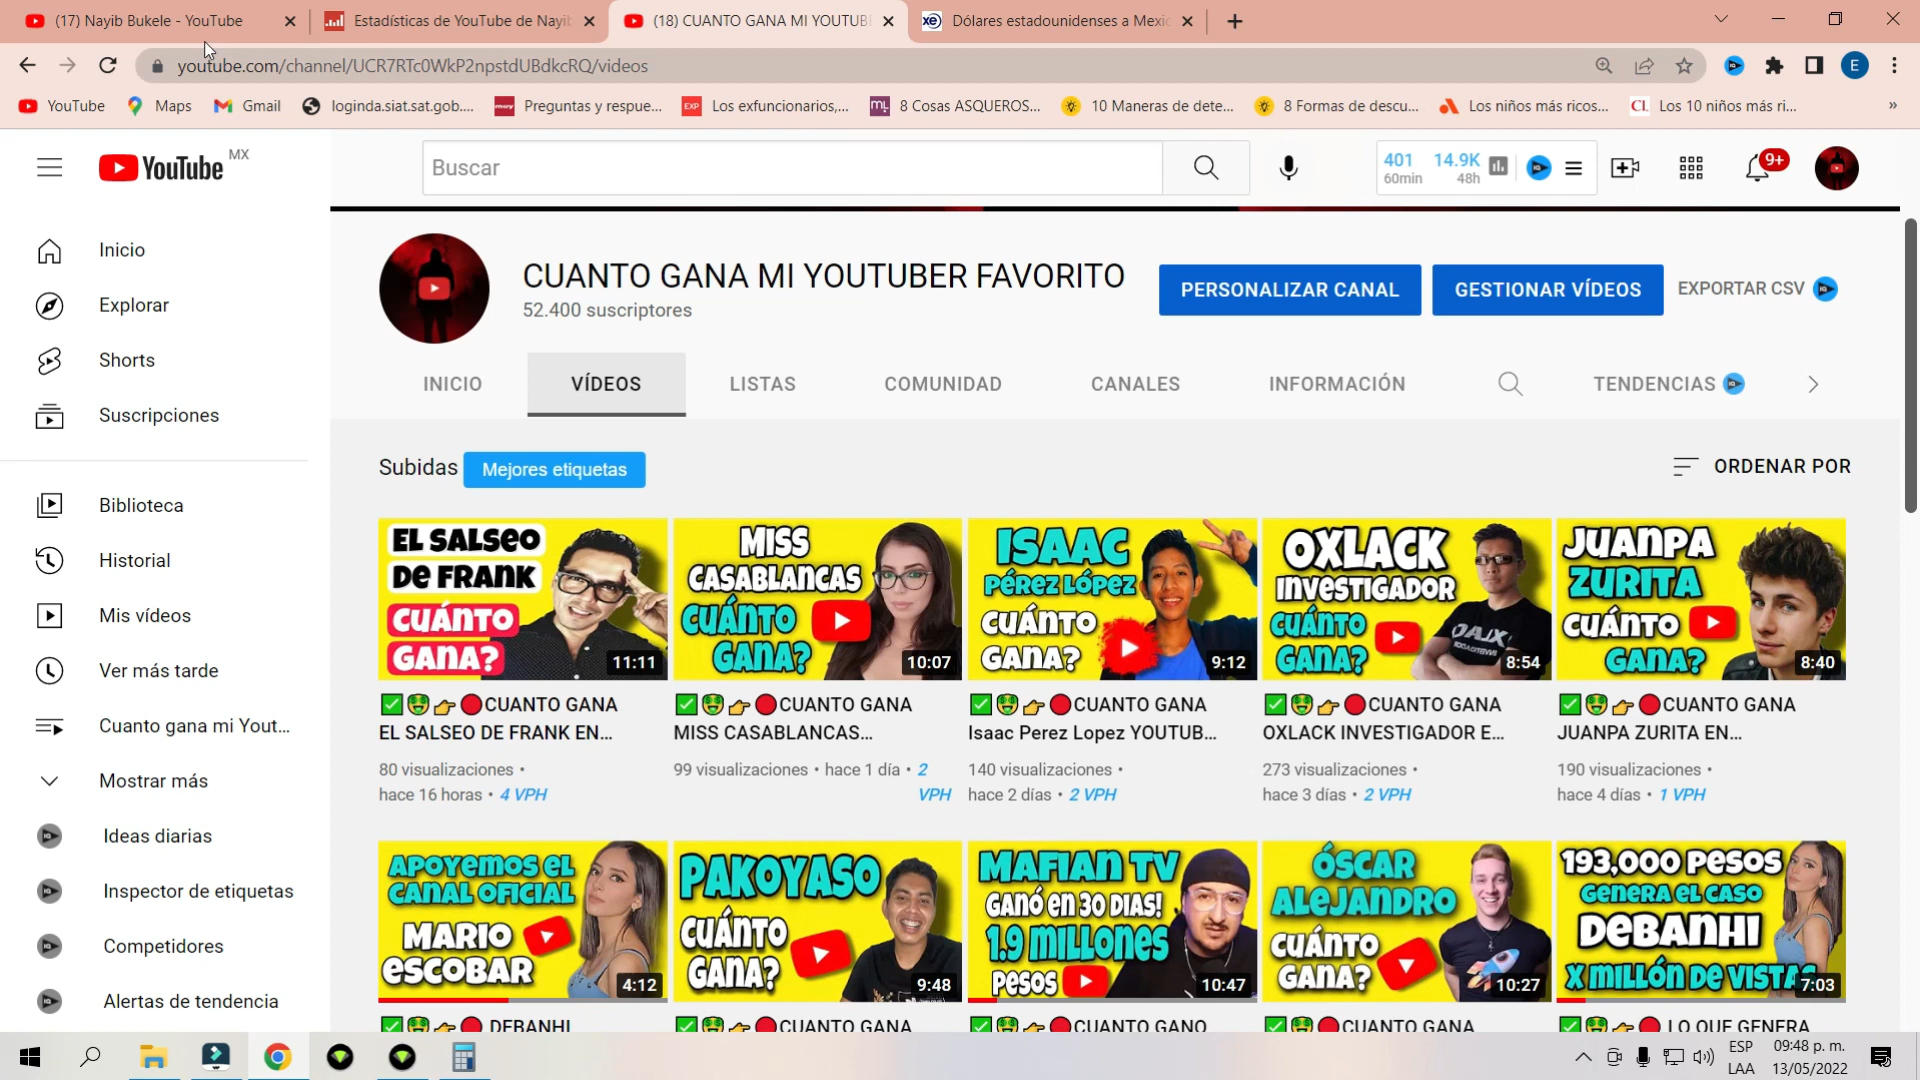 (17) Nayib Bukele - YouTube
Estadísticas de YouTube de Nayib
(18) CUANTO GANA MI YOUTUBE
Dólares estadounidenses a Mexic
youtube.com/channel/UCR7RTc0WkP2npstdUBdkcRQ/videos
E
YouTube
Maps
Gmail
loginda.siat.sat.gob....
Preguntas y respue...
Los exfuncionarios,...
8 Cosas ASQUEROS...
10 Maneras de dete...
8 Formas de descu...
Los niños más ricos...
Los 10 niños más ri...
YouTube MX
Buscar
401
60min
14.9K
48h
9+
Inicio
Explorar
Shorts
Suscripciones
Biblioteca
Historial
Mis vídeos
Ver más tarde
Cuanto gana mi Yout...
Mostrar más
Ideas diarias
Inspector de etiquetas
Competidores
Alertas de tendencia
CUANTO GANA MI YOUTUBER FAVORITO
52.400 suscriptores
PERSONALIZAR CANAL
GESTIONAR VÍDEOS
EXPORTAR CSV
INICIO
VÍDEOS
LISTAS
COMUNIDAD
CANALES
INFORMACIÓN
TENDENCIAS
Subidas
Mejores etiquetas
ORDENAR POR
EL SALSEO
DE FRANK
CUÁNTO
GANA?
11:11
✅🤑👉🔴CUANTO GANA
EL SALSEO DE FRANK EN...
80 visualizaciones •
hace 16 horas • 4 VPH
MISS
CASABLANCAS
CUÁNTO
GANA?
10:07
✅🤑👉🔴CUANTO GANA
MISS CASABLANCAS...
99 visualizaciones • hace 1 día • 2
VPH
ISAAC
PÉREZ LÓPEZ
CUÁNTO
GANA?
9:12
✅🤑👉🔴CUANTO GANA
Isaac Perez Lopez YOUTUB...
140 visualizaciones •
hace 2 días • 2 VPH
OXLACK
INVESTIGADOR
CUÁNTO
GANA?
8:54
✅🤑👉🔴CUANTO GANA
OXLACK INVESTIGADOR E...
273 visualizaciones •
hace 3 días • 2 VPH
JUANPA
ZURITA
CUÁNTO
GANA?
8:40
✅🤑👉🔴CUANTO GANA
JUANPA ZURITA EN...
190 visualizaciones •
hace 4 días • 1 VPH
APOYEMOS EL
CANAL OFICIAL
MARIO
ESCOBAR
4:12
✅🤑👉🔴 DEBANHI
PAKOYASO
CUÁNTO
GANA?
9:48
✅🤑👉🔴CUANTO GANA
MAFIAN TV
GANÓ EN 30 DIAS!
1.9 MILLONES
PESOS
10:47
✅🤑👉🔴CUANTO GANO
ÓSCAR
ALEJANDRO
CUÁNTO
GANA?
10:27
✅🤑🔴CUANTO GANA
193,000 PESOS
GENERA EL CASO
DEBANHI
X MILLÓN DE VISTAS
7:03
✅🤑👉🔴 LO QUE GENERA
ESP
LAA
09:48 p. m.
13/05/2022